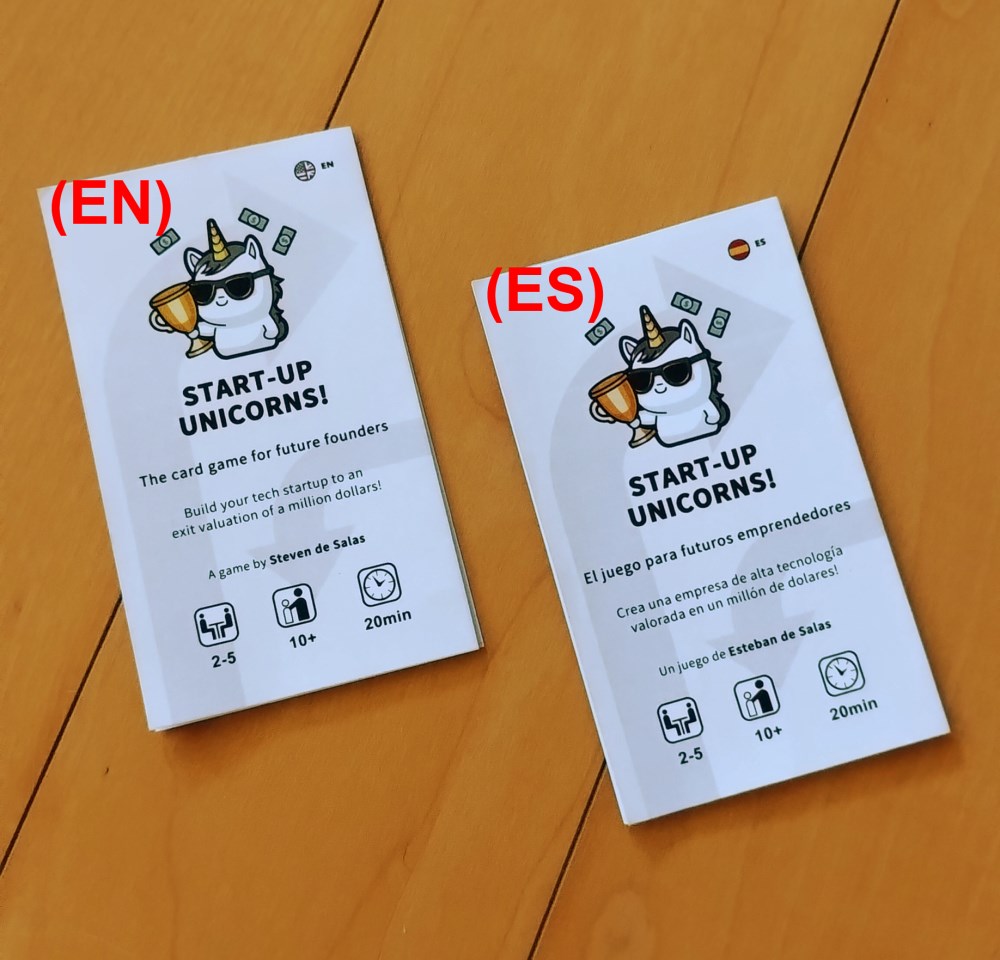 (EN)
EN
START-UP
UNICORNS!
The card game for future founders
Build your tech startup to an
exit valuation of a million dollars!
A game by Steven de Salas
2-5
10+
20min
(ES)
ES
START-UP
UNICORNS!
El juego para futuros emprendedores
Crea una empresa de alta tecnología
valorada en un millón de dolares!
Un juego de Esteban de Salas
2-5
10+
20min